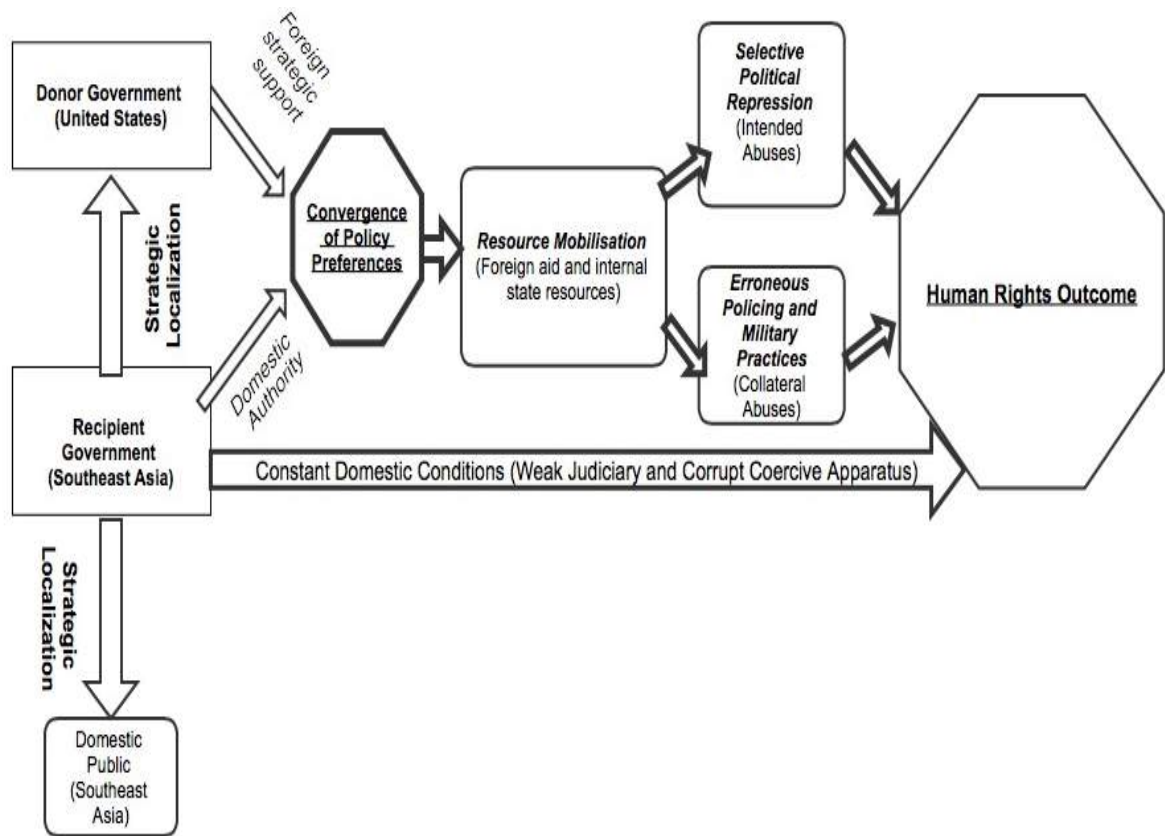 Donor Government
(United States)
Foreign
strategic
support
Strategic
Localization
Recipient
Government
(Southeast Asia)
Domestic
Authority
Strategic
Localization
Domestic
Public
(Southeast
Asia)
Convergence
of Policy
Preferences
Resource Mobilisation
(Foreign aid and internal
state resources)
Selective
Political
Repression
(Intended
Abuses)
Erroneous
Policing and
Military
Practices
(Collateral
Abuses)
Constant Domestic Conditions (Weak Judiciary and Corrupt Coercive Apparatus)
Human Rights Outcome